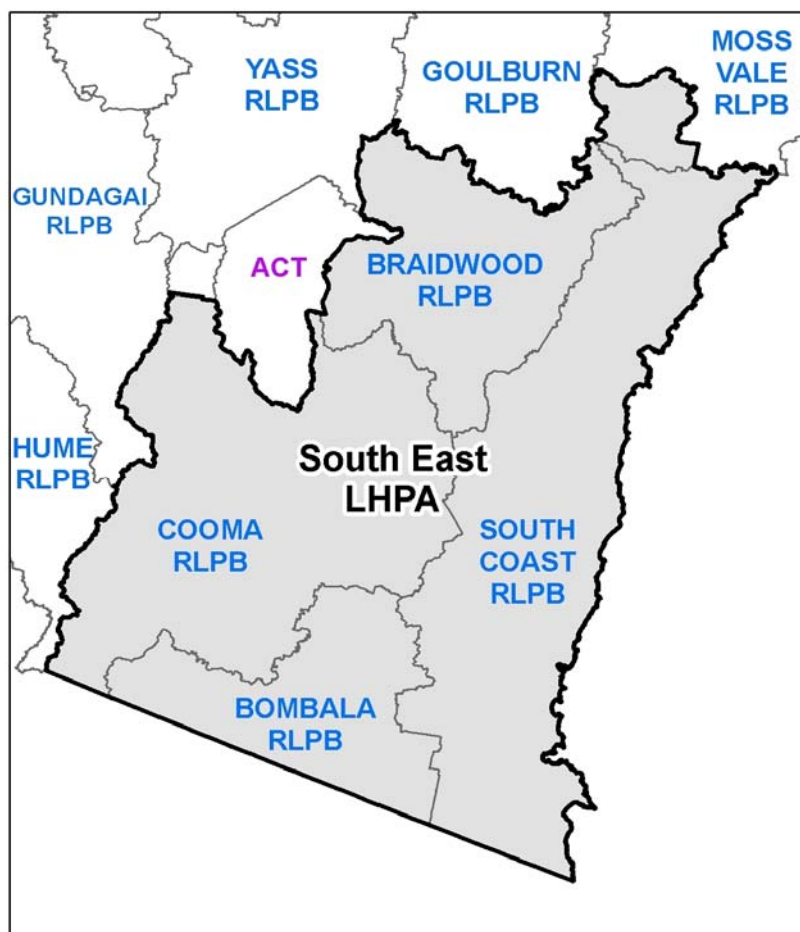 MOSS
VALE
RLPB
YASS
RLPB
GOULBURN
RLPB
GUNDAGAI
RLPB
ACT
BRAIDWOOD
RLPB
HUME
RLPB
South East
LHPA
COOMA
RLPB
SOUTH
COAST
RLPB
BOMBALA
RLPB